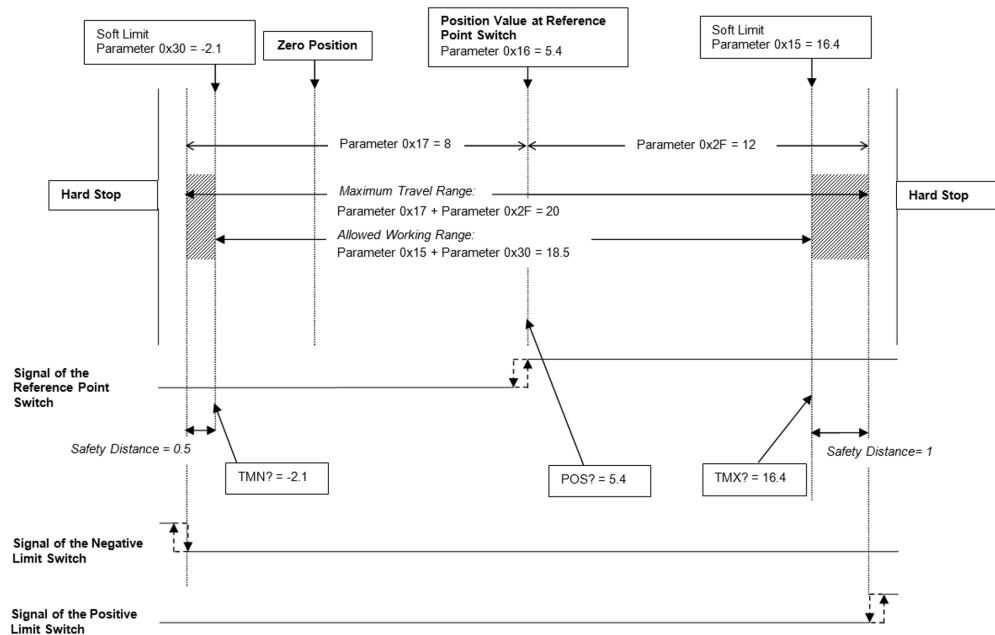 Soft Limit
Parameter 0x30 = -2.1
Zero Position
Position Value at Reference
Point Switch
Parameter 0x16 = 5.4
Soft Limit
Parameter 0x15 = 16.4
Parameter 0x17 = 8
Parameter 0x2F = 12
Hard Stop
Maximum Travel Range:
Parameter 0x17 + Parameter 0x2F = 20
Hard Stop
Allowed Working Range:
Parameter 0x15 + Parameter 0x30 = 18.5
Signal of the
Reference Point
Switch
Safety Distance = 0.5
Safety Distance= 1
TMN? = -2.1
POS? = 5.4
TMX? = 16.4
Signal of the Negative
Limit Switch
Signal of the Positive
Limit Switch